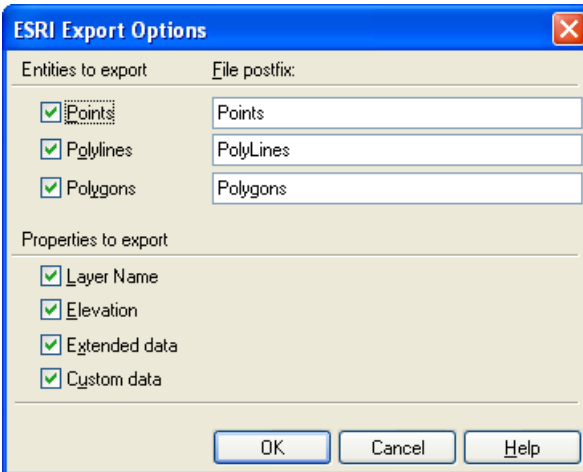 ESRI Export Options
Entities to export File postfix:
Points Points
Polylines PolyLines
Polygons Polygons
Properties to export
Layer Name
Elevation
Extended data
Custom data
OK Cancel Help